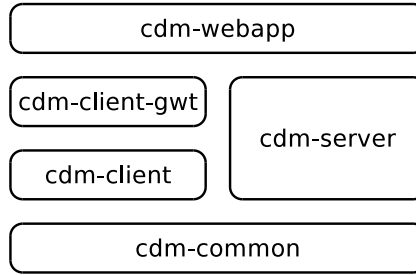 cdm-webapp
cdm-client-gwt
cdm-server
cdm-client
cdm-common